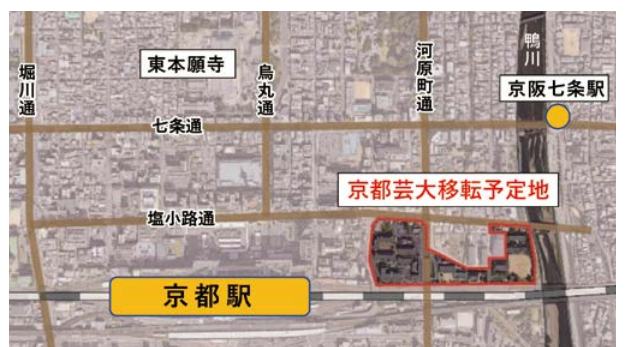 鴨川
堀川通
東本願寺
烏丸通
河原町通
京阪七条駅
七条通
京都芸大移転予定地
塩小路通
京都駅